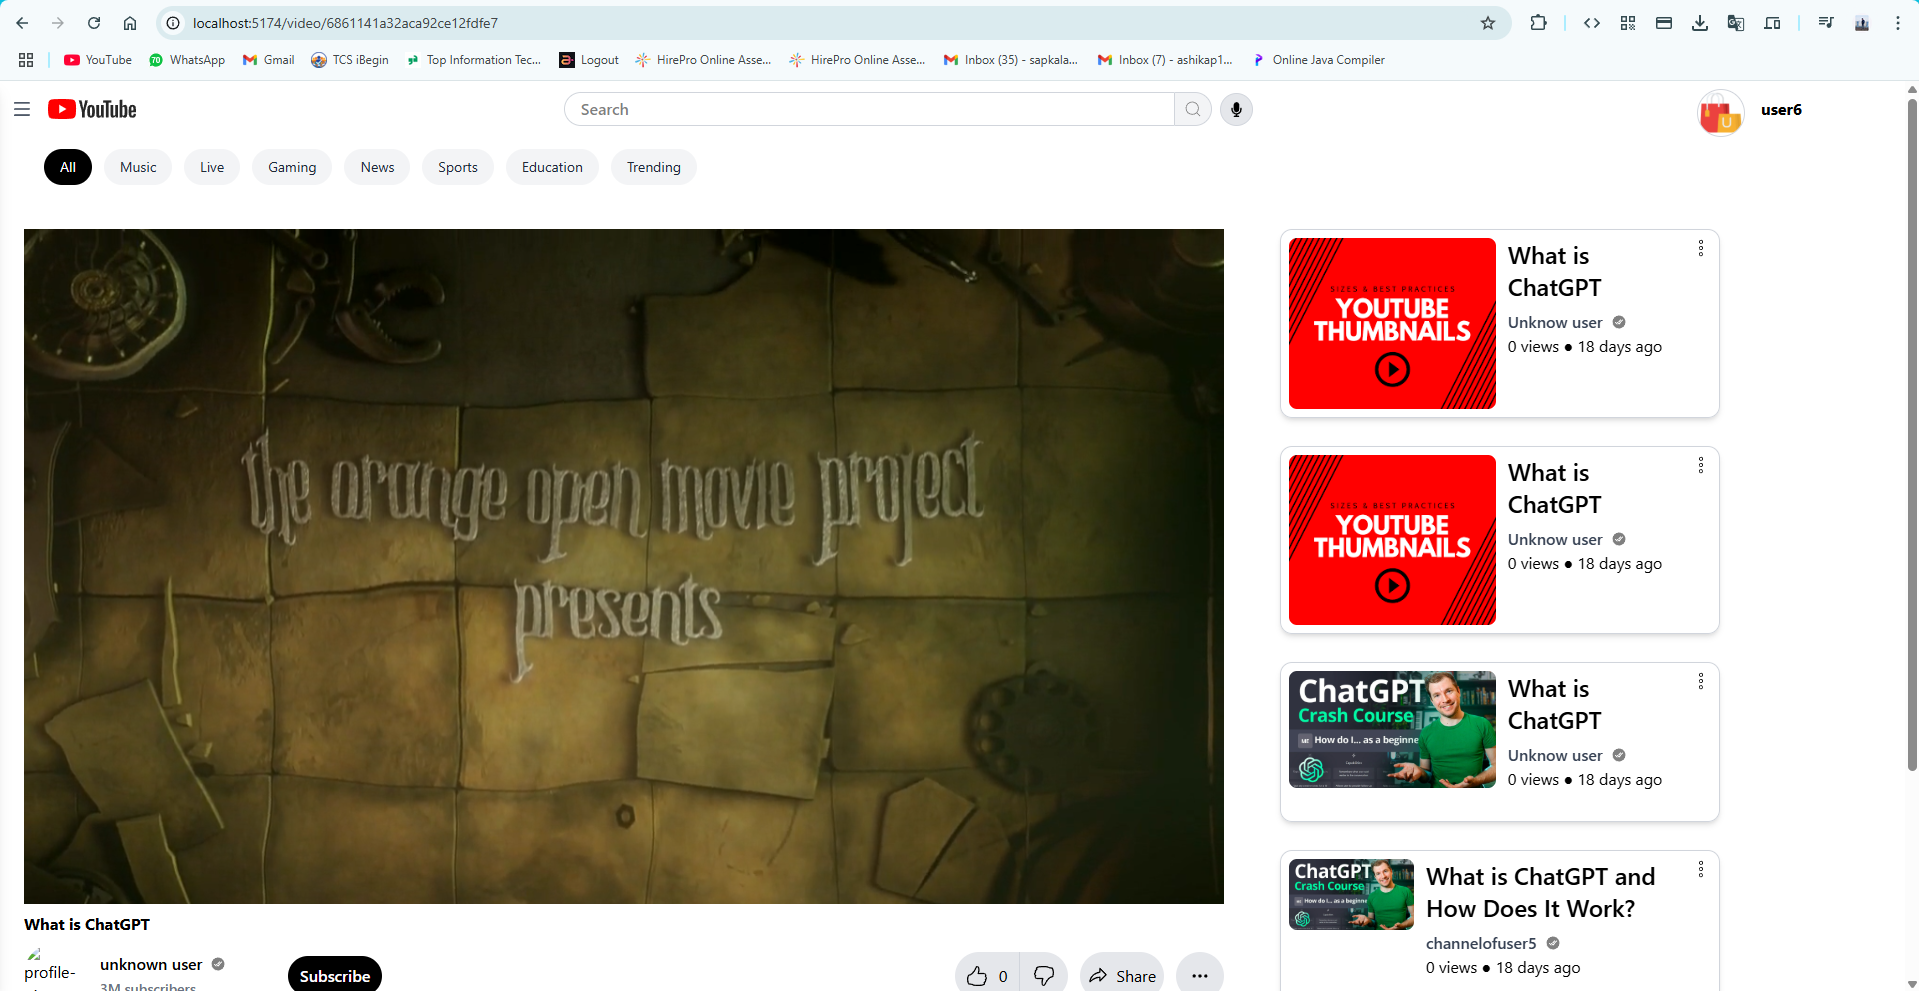 localhost:5174/video/6861141a32aca92ce12fdfe7
YouTube
WhatsApp
Gmail
TCS iBegin
Top Information Tec...
Logout
HirePro Online Asse...
HirePro Online Asse...
Inbox (35) - sapkala...
Inbox (7) - ashikap1...
Online Java Compiler
YouTube
Search
U
user6
All
Music
Live
Gaming
News
Sports
Education
Trending
the orange open movie project
presents
What is ChatGPT
profile-
unknown user
3M subscribers
Subscribe
0
Share
SIZES & BEST PRACTICES
YOUTUBE
THUMBNAILS
What is
ChatGPT
Unknow user
0 views ● 18 days ago
SIZES & BEST PRACTICES
YOUTUBE
THUMBNAILS
What is
ChatGPT
Unknow user
0 views ● 18 days ago
ChatGPT
Crash Course
How do I... as a beginne
What is
ChatGPT
Unknow user
0 views ● 18 days ago
ChatGPT
Crash Course
How do I... as a beginn
What is ChatGPT and
How Does It Work?
channelofuser5
0 views ● 18 days ago